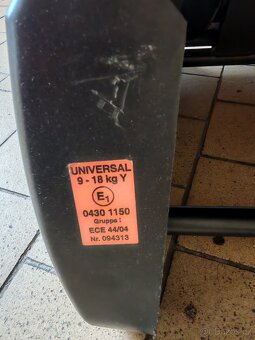 UNIVERSAL
9 - 18 kg Y
E1
0430 1150
Gruppe I
ECE 44/04
Nr. 094313